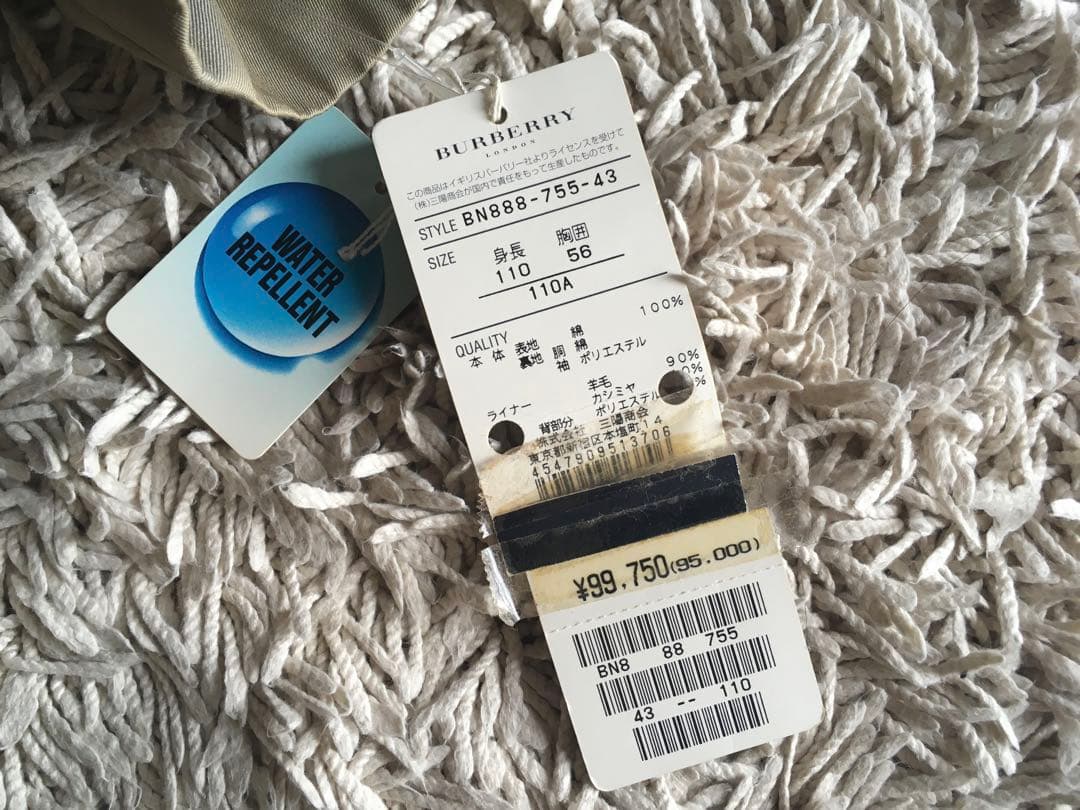 WATER
REPELLENT
BURBERRY
LONDON
この商品はイギリスバーバリー社よりライセンスを受けて
(株)三陽商会が国内で責任をもって生産したものです。
STYLE BN888-755-43
SIZE 身長 胸囲
110 56
110A
QUALITY 綿 100%
本体 表地 綿
裏地 胴 ポリエステル
袖
羊毛 90%
ライナー カシミヤ
背部分 ポリエステル
株式会社 三陽商会
東京都新宿区本塩町14
4547909513706
¥99,750(95,000)
BN8 88 755
43 -- 110